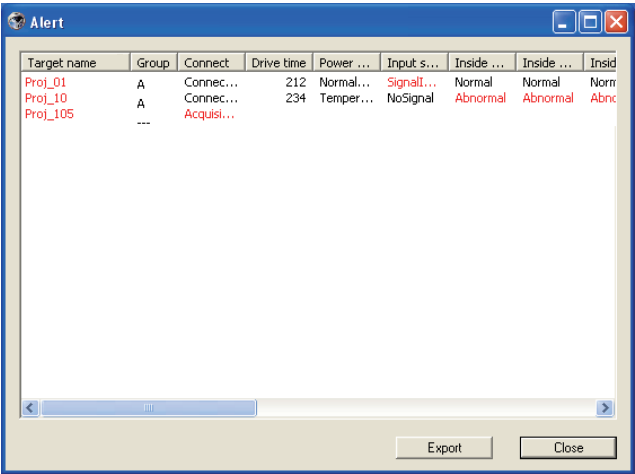 Alert
Target name Group Connect Drive time Power ... Input s... Inside ... Inside ... Insid
Proj_01 A Connec... 212 Normal... SignalI... Normal Normal Norm
Proj_10 A Connec... 234 Temper... NoSignal Abnormal Abnormal Abno
Proj_105 --- Acquisi...
Export Close